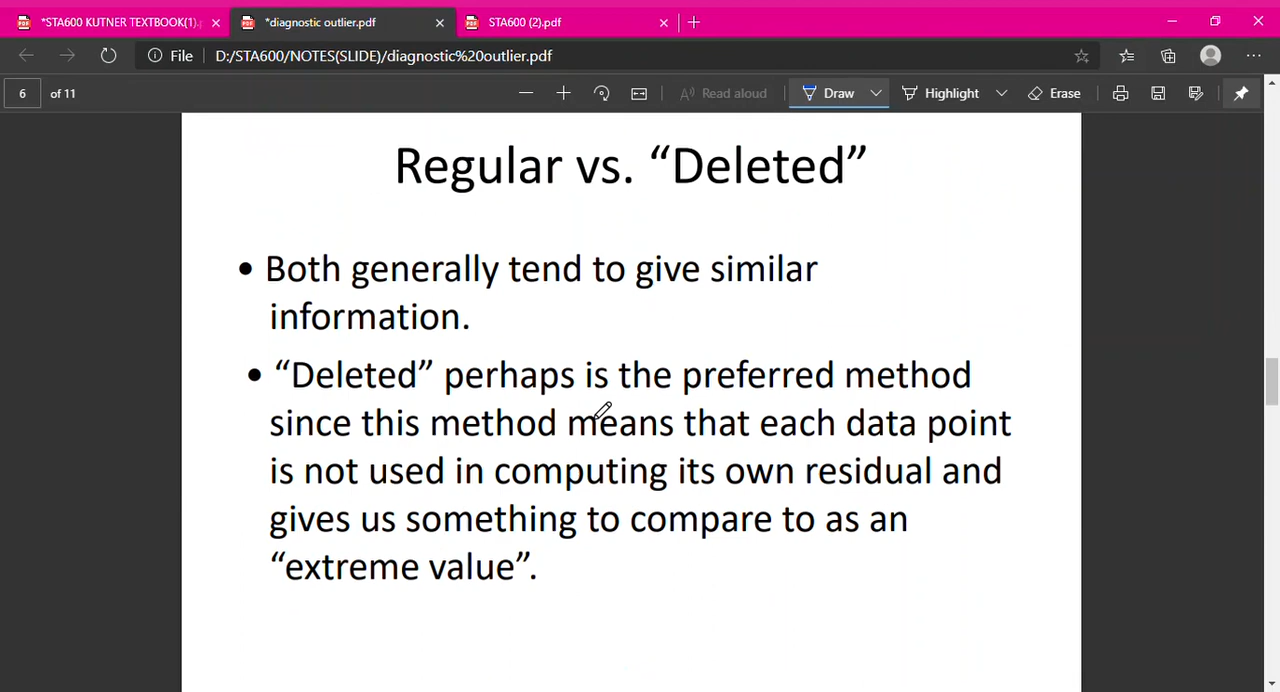 *STA600 KUTNER TEXTBOOK(1).p
*diagnostic outlier.pdf
STA600 (2).pdf
File
D:/STA600/NOTES(SLIDE)/diagnostic%20outlier.pdf
6 of 11
Read aloud
Draw
Highlight
Erase
Regular vs. “Deleted”
• Both generally tend to give similar
information.
• “Deleted” perhaps is the preferred method
since this method means that each data point
is not used in computing its own residual and
gives us something to compare to as an
“extreme value”.